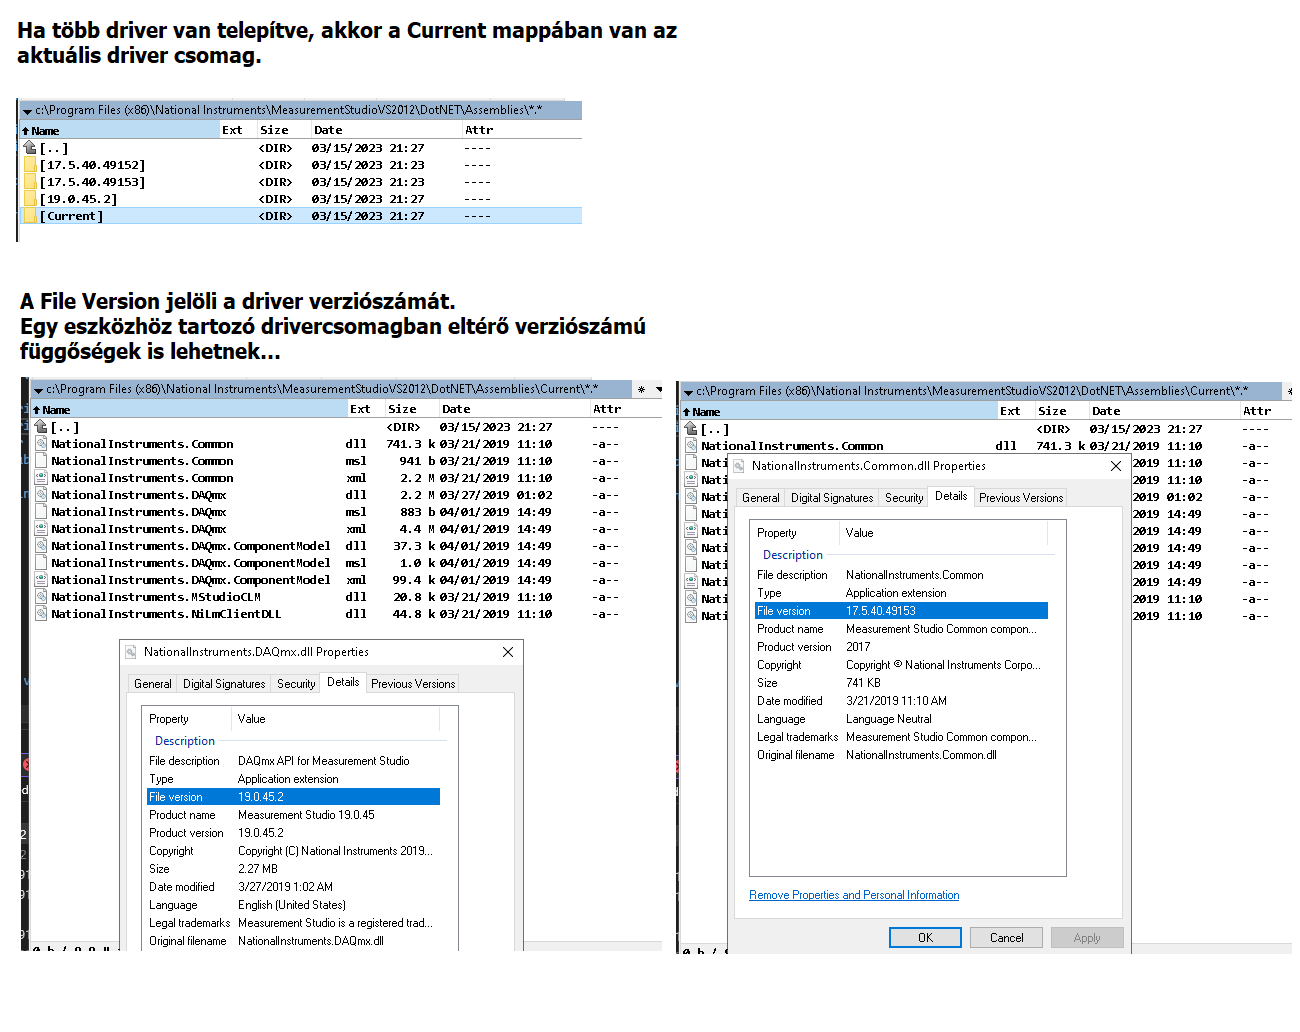 Ha több driver van telepítve, akkor a Current mappában van az
aktuális driver csomag.
c:\Program Files (x86)\National Instruments\MeasurementStudioVS2012\DotNET\Assemblies\*.*
Name Ext Size Date Attr
[..] <DIR> 03/15/2023 21:27 ----
[17.5.40.49152] <DIR> 03/15/2023 21:23 ----
[17.5.40.49153] <DIR> 03/15/2023 21:23 ----
[19.0.45.2] <DIR> 03/15/2023 21:27 ----
[Current] <DIR> 03/15/2023 21:27 ----
A File Version jelöli a driver verziószámát.
Egy eszközhöz tartozó drivercsomagban eltérő verziószámú
függőségek is lehetnek...
c:\Program Files (x86)\National Instruments\MeasurementStudioVS2012\DotNET\Assemblies\Current\*.*
Name Ext Size Date Attr
[..] <DIR> 03/15/2023 21:27 ----
NationalInstruments.Common dll 741.3 k 03/21/2019 11:10 -a--
NationalInstruments.Common msl 941 b 03/21/2019 11:10 -a--
NationalInstruments.Common xml 2.2 M 03/21/2019 11:10 -a--
NationalInstruments.DAQmx dll 2.2 M 03/27/2019 01:02 -a--
NationalInstruments.DAQmx msl 883 b 04/01/2019 14:49 -a--
NationalInstruments.DAQmx xml 4.4 M 04/01/2019 14:49 -a--
NationalInstruments.DAQmx.ComponentModel dll 37.3 k 04/01/2019 14:49 -a--
NationalInstruments.DAQmx.ComponentModel msl 1.0 k 04/01/2019 14:49 -a--
NationalInstruments.DAQmx.ComponentModel xml 99.4 k 04/01/2019 14:49 -a--
NationalInstruments.MStudioCLM dll 20.8 k 03/21/2019 11:10 -a--
NationalInstruments.NiLmClientDLL dll 44.8 k 03/21/2019 11:10 -a--
NationalInstruments.DAQmx.dll Properties
General Digital Signatures Security Details Previous Versions
Property Value
Description
File description DAQmx API for Measurement Studio
Type Application extension
File version 19.0.45.2
Product name Measurement Studio 19.0.45
Product version 19.0.45.2
Copyright Copyright (C) National Instruments 2019...
Size 2.27 MB
Date modified 3/27/2019 1:02 AM
Language English (United States)
Legal trademarks Measurement Studio is a registered trad...
Original filename NationalInstruments.DAQmx.dll
c:\Program Files (x86)\National Instruments\MeasurementStudioVS2012\DotNET\Assemblies\Current\*.*
Name Ext Size Date Attr
[..] <DIR> 03/15/2023 21:27 ----
NationalInstruments.Common dll 741.3 k 03/21/2019 11:10 -a--
Nati 2019 11:10 -a--
Nati 2019 11:10 -a--
Nati 2019 01:02 -a--
Nati 2019 14:49 -a--
Nati 2019 14:49 -a--
Nati 2019 14:49 -a--
Nati 2019 14:49 -a--
Nati 2019 14:49 -a--
Nati 2019 11:10 -a--
Nati 2019 11:10 -a--
NationalInstruments.Common.dll Properties
General Digital Signatures Security Details Previous Versions
Property Value
Description
File description NationalInstruments.Common
Type Application extension
File version 17.5.40.49153
Product name Measurement Studio Common compon...
Product version 2017
Copyright Copyright © National Instruments Corpo...
Size 741 KB
Date modified 3/21/2019 11:10 AM
Language Language Neutral
Legal trademarks Measurement Studio Common compon...
Original filename NationalInstruments.Common.dll
Remove Properties and Personal Information
OK Cancel Apply